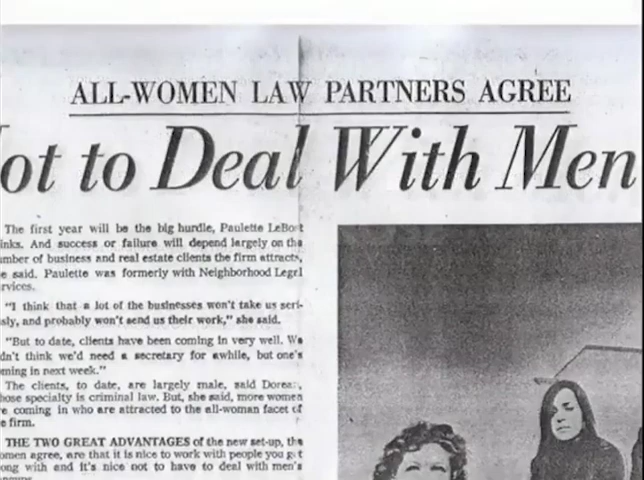 ALL-WOMEN LAW PARTNERS AGREE
ot to Deal With Men
The first year will be the big hurdle, Paulette LeBost
inks. And success or failure will depend largely on the
umber of business and real estate clients the firm attracts,
e said. Paulette was formerly with Neighborhood Legal
rvices.
"I think that a lot of the businesses won't take us seri-
sly, and probably won't send us their work," she said.
"But to date, clients have been coming in very well. We
dn't think we'd need a secretary for awhile, but one's
ming in next week."
The clients, to date, are largely male, said Doreen,
hose specialty is criminal law. But, she said, more women
e coming in who are attracted to the all-woman facet of
e firm.
THE TWO GREAT ADVANTAGES of the new set-up, the
omen agree, are that it is nice to work with people you get
ong with and it's nice not to have to deal with men's